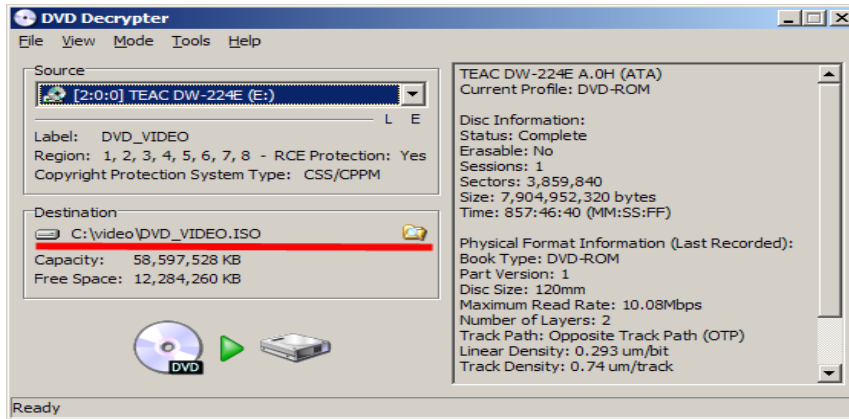 DVD Decrypter
File View Mode Tools Help
Source
[2:0:0] TEAC DW-224E (E:)
L E
Label: DVD_VIDEO
Region: 1, 2, 3, 4, 5, 6, 7, 8 - RCE Protection: Yes
Copyright Protection System Type: CSS/CPPM
Destination
C:\video\DVD_VIDEO.ISO
Capacity: 58,597,528 KB
Free Space: 12,284,260 KB
DVD
TEAC DW-224E A.0H (ATA)
Current Profile: DVD-ROM
Disc Information:
Status: Complete
Erasable: No
Sessions: 1
Sectors: 3,859,840
Size: 7,904,952,320 bytes
Time: 857:46:40 (MM:SS:FF)
Physical Format Information (Last Recorded):
Book Type: DVD-ROM
Part Version: 1
Disc Size: 120mm
Maximum Read Rate: 10.08Mbps
Number of Layers: 2
Track Path: Opposite Track Path (OTP)
Linear Density: 0.293 um/bit
Track Density: 0.74 um/track
Ready